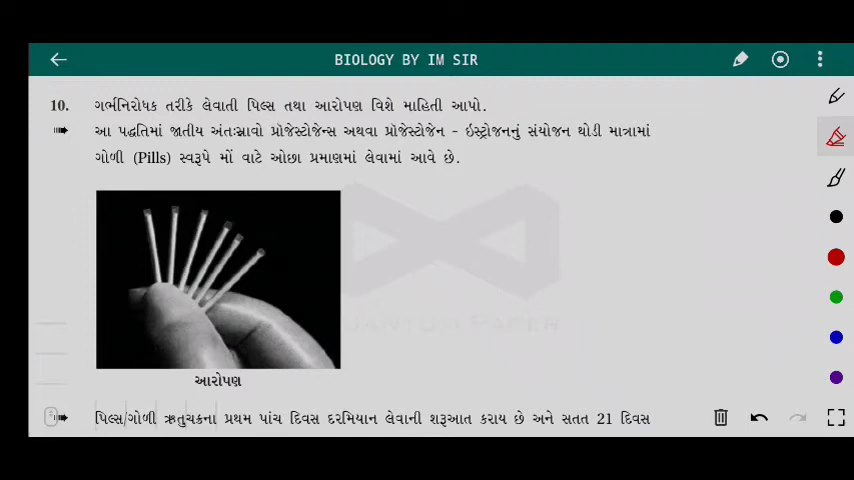 BIOLOGY BY IM SIR
10. ગર્ભનિરોધક તરીકે લેવાતી પિલ્સ તથા આરોપણ વિશે માહિતી આપો.
➠ આ પદ્ધતિમાં જાતીય અંતઃસ્રાવો પ્રૉજેસ્ટોજેન્સ અથવા પ્રૉજેસ્ટોજેન - ઇસ્ટ્રોજનનું સંયોજન થોડી માત્રામાં
ગોળી (Pills) સ્વરૂપે મોં વાટે ઓછા પ્રમાણમાં લેવામાં આવે છે.
QUANTUM PAPER
આરોપણ
➠ પિલ્સ/ગોળી ઋતુચક્રના પ્રથમ પાંચ દિવસ દરમિયાન લેવાની શરૂઆત કરાય છે અને સતત 21 દિવસ